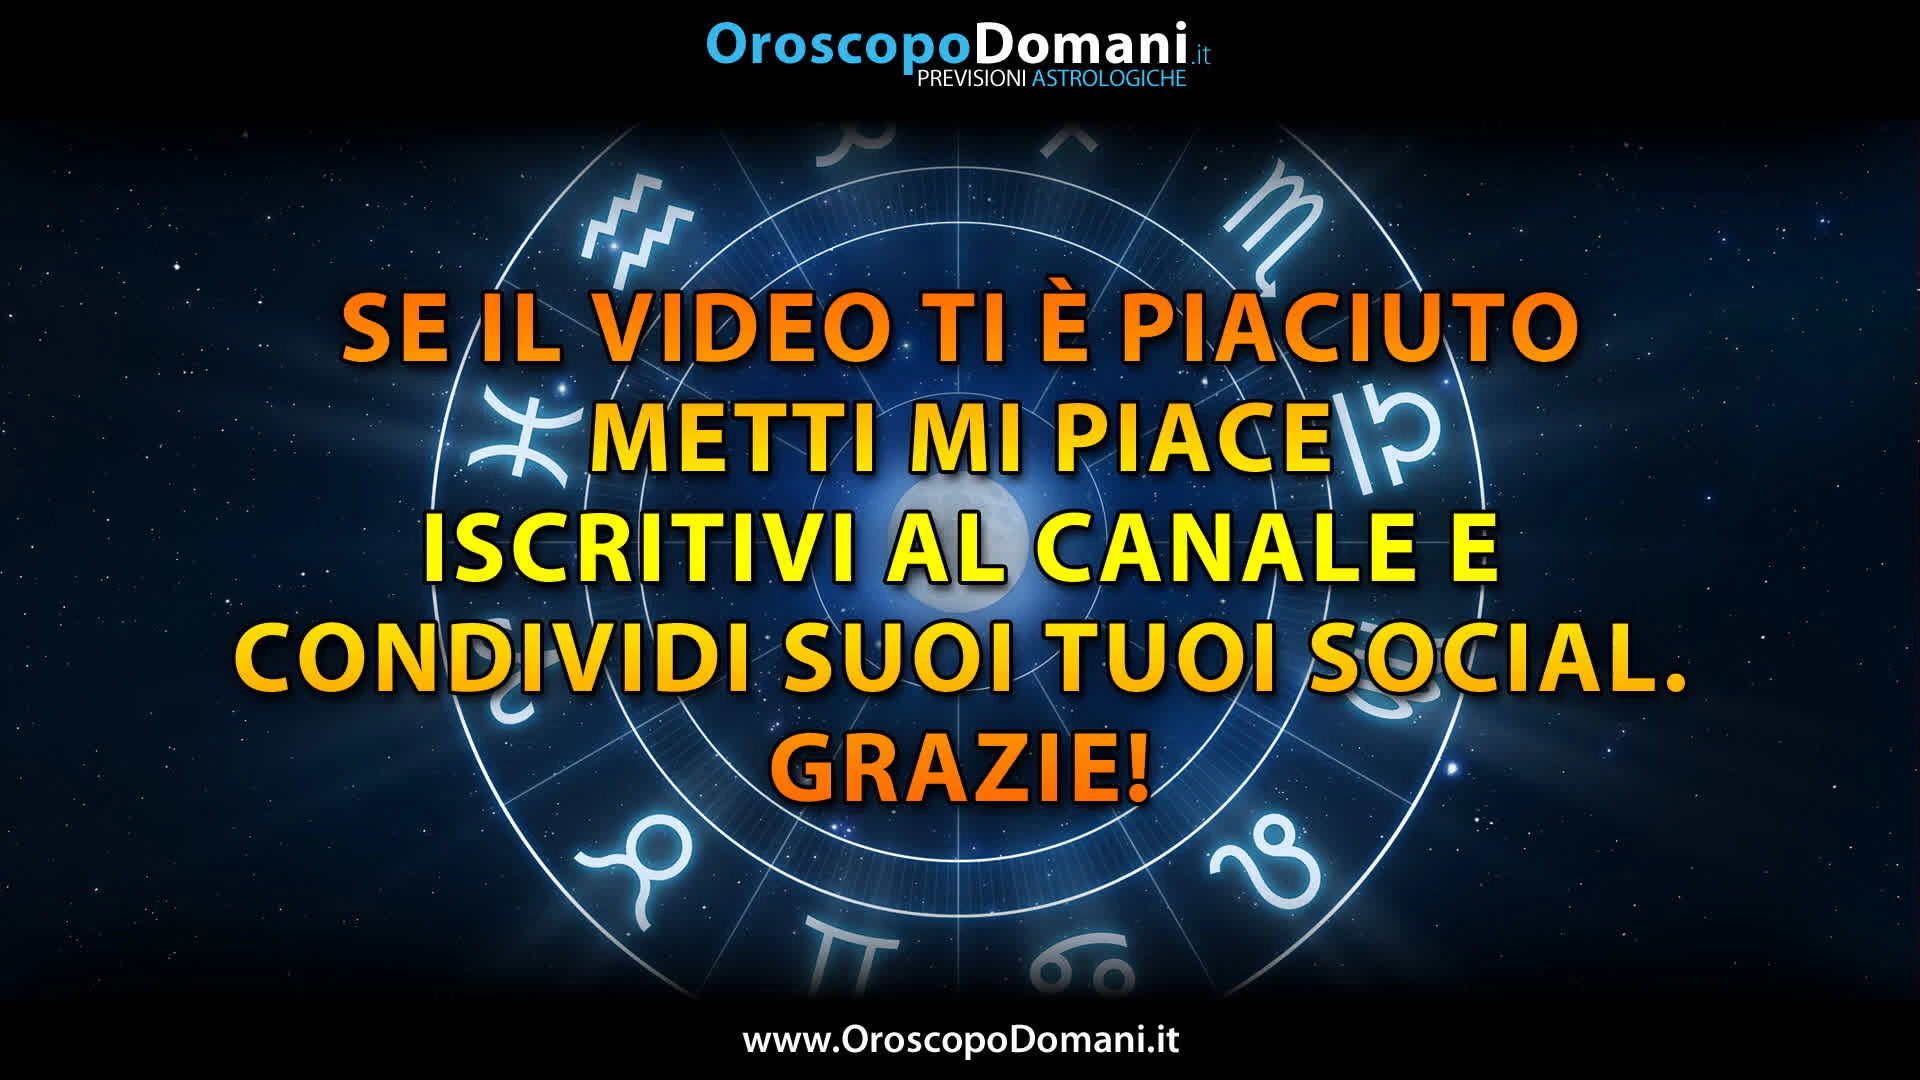 OroscopoDomani.it
PREVISIONI ASTROLOGICHE
SE IL VIDEO TI È PIACIUTO
METTI MI PIACE
ISCRITIVI AL CANALE E
CONDIVIDI SUOI TUOI SOCIAL.
GRAZIE!
www.OroscopoDomani.it